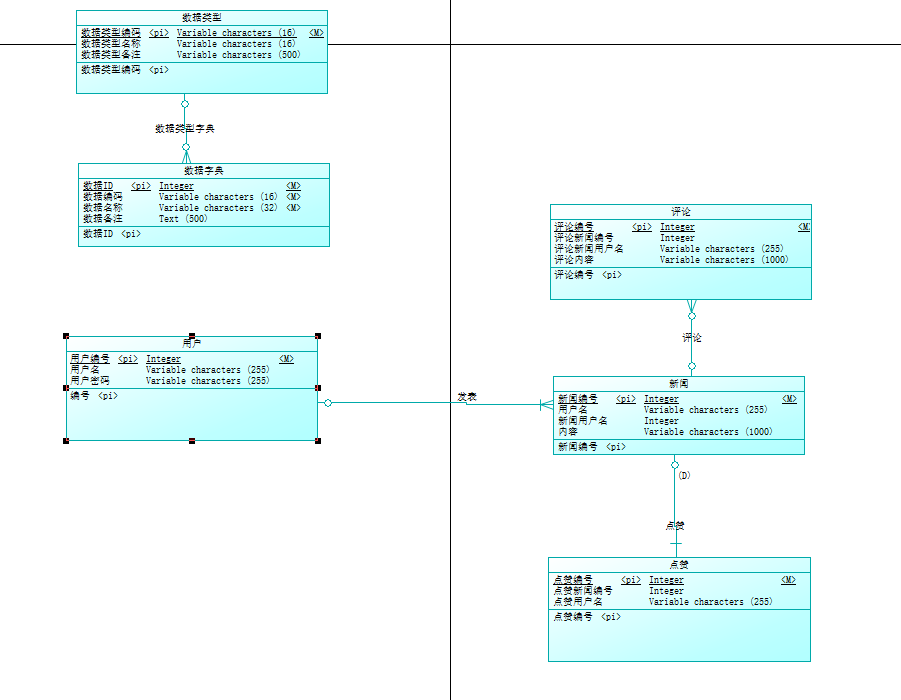 数据类型
数据类型编码 <pi> Variable characters (16) <M>
数据类型名称 Variable characters (16)
数据类型备注 Variable characters (500)
数据类型编码 <pi>
数据类型字典
数据字典
数据ID <pi> Integer <M>
数据编码 Variable characters (16) <M>
数据名称 Variable characters (32) <M>
数据备注 Text (500)
数据ID <pi>
用户
用户编号 <pi> Integer <M>
用户名 Variable characters (255)
用户密码 Variable characters (255)
编号 <pi>
发表
评论
评论编号 <pi> Integer <M
评论新闻编号 Integer
评论新闻用户名 Variable characters (255)
评论内容 Variable characters (1000)
评论编号 <pi>
评论
新闻
新闻编号 <pi> Integer <M>
用户名 Variable characters (255)
新闻用户名 Integer
内容 Variable characters (1000)
新闻编号 <pi>
(D)
点赞
点赞
点赞编号 <pi> Integer <M>
点赞新闻编号 Integer
点赞用户名 Variable characters (255)
点赞编号 <pi>